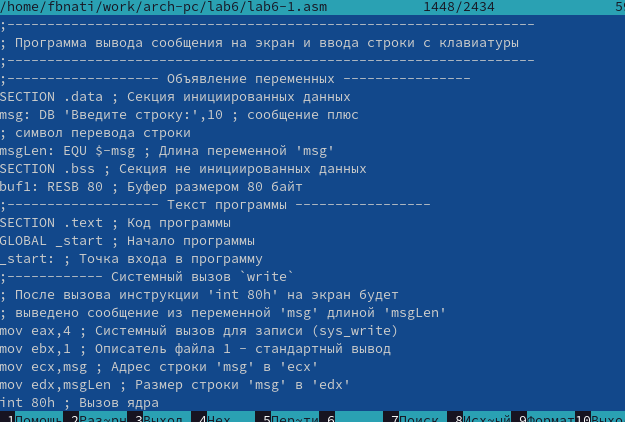 /home/fbnati/work/arch-pc/lab6/lab6-1.asm 1448/2434
;-----------------------------------------------------------------
; Программа вывода сообщения на экран и ввода строки с клавиатуры
;-----------------------------------------------------------------
;------------------- Объявление переменных ----------------
SECTION .data ; Секция инициированных данных
msg: DB 'Введите строку:',10 ; сообщение плюс
; символ перевода строки
msgLen: EQU $-msg ; Длина переменной 'msg'
SECTION .bss ; Секция не инициированных данных
buf1: RESB 80 ; Буфер размером 80 байт
;------------------- Текст программы -----------------
SECTION .text ; Код программы
GLOBAL _start ; Начало программы
_start: ; Точка входа в программу
;------------ Системный вызов `write`
; После вызова инструкции 'int 80h' на экран будет
; выведено сообщение из переменной 'msg' длиной 'msgLen'
mov eax,4 ; Системный вызов для записи (sys_write)
mov ebx,1 ; Описатель файла 1 - стандартный вывод
mov ecx,msg ; Адрес строки 'msg' в 'ecx'
mov edx,msgLen ; Размер строки 'msg' в 'edx'
int 80h ; Вызов ядра
1Помощь 2Раз~рн 3Выход 4Hex 5Пер~ти 6 7Поиск 8Исх~ый 9Формат 10Выхо